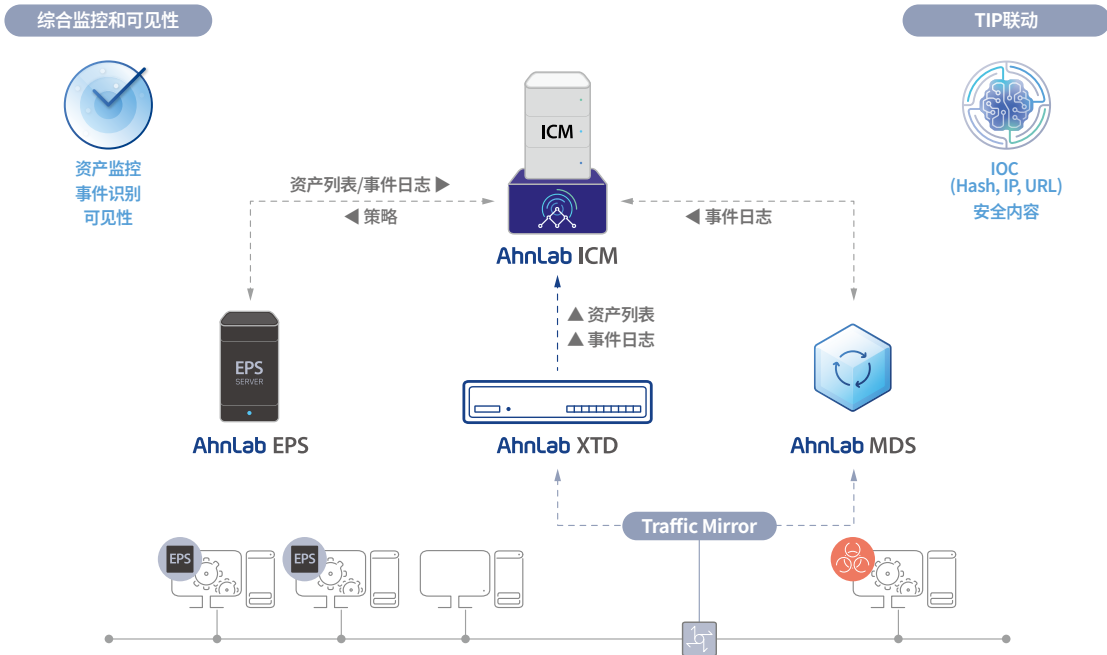 综合监控和可见性
TIP联动
资产监控
事件识别
可见性
IOC
(Hash, IP, URL)
安全内容
ICM
资产列表/事件日志 ▶
◀ 策略
◀ 事件日志
AhnLab ICM
▲ 资产列表
▲ 事件日志
EPS
SERVER
AhnLab EPS
AhnLab XTD
AhnLab MDS
Traffic Mirror
EPS
EPS